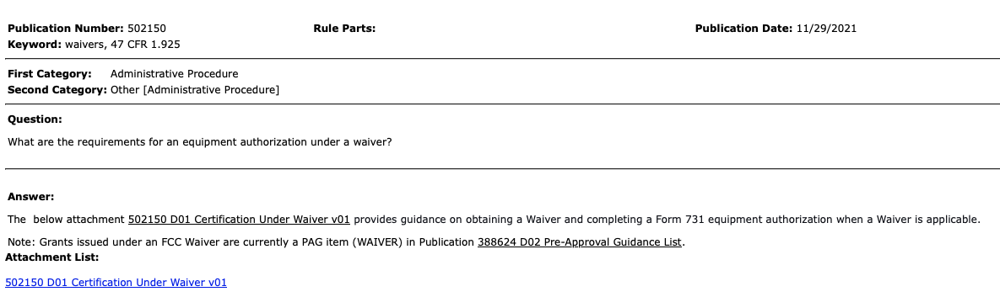 Publication Number: 502150 Rule Parts: Publication Date: 11/29/2021
Keyword: waivers, 47 CFR 1.925
First Category: Administrative Procedure
Second Category: Other [Administrative Procedure]
Question:
What are the requirements for an equipment authorization under a waiver?
Answer:
The below attachment 502150 D01 Certification Under Waiver v01 provides guidance on obtaining a Waiver and completing a Form 731 equipment authorization when a Waiver is applicable.
Note: Grants issued under an FCC Waiver are currently a PAG item (WAIVER) in Publication 388624 D02 Pre-Approval Guidance List.
Attachment List:
502150 D01 Certification Under Waiver v01